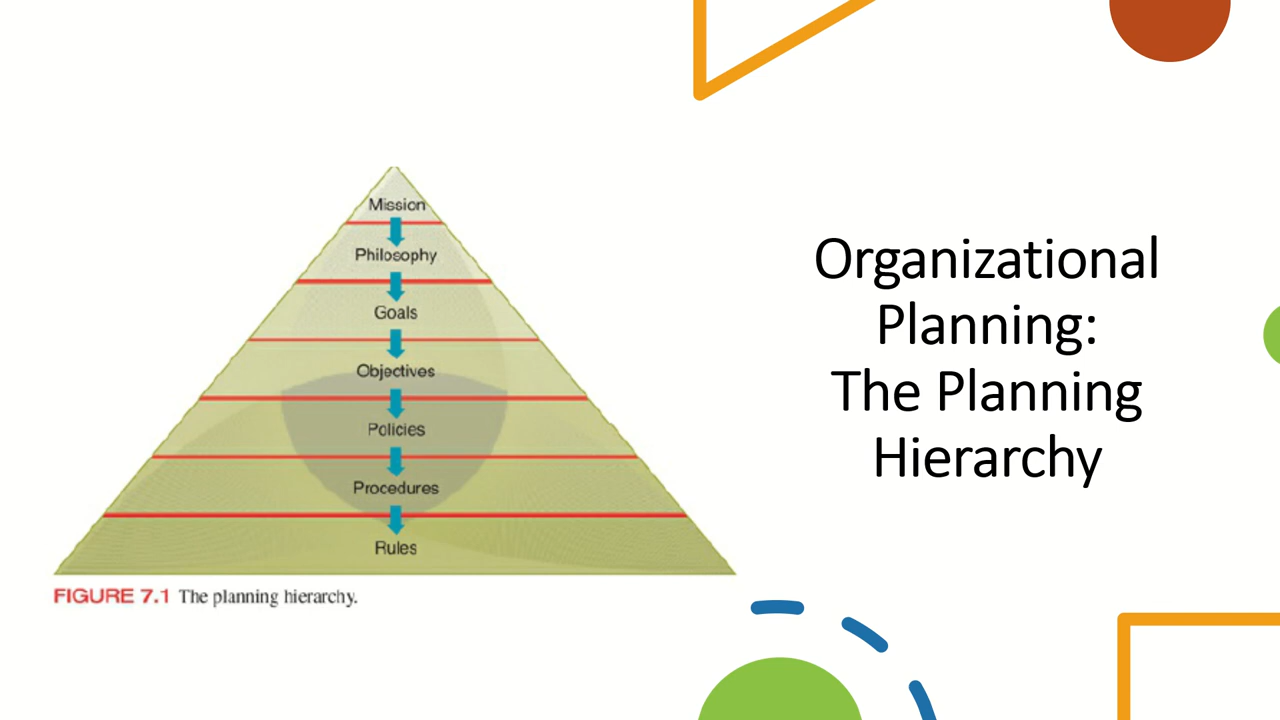 Mission
Philosophy
Goals
Objectives
Policies
Procedures
Rules
FIGURE 7.1 The planning hierarchy.
Organizational
Planning:
The Planning
Hierarchy